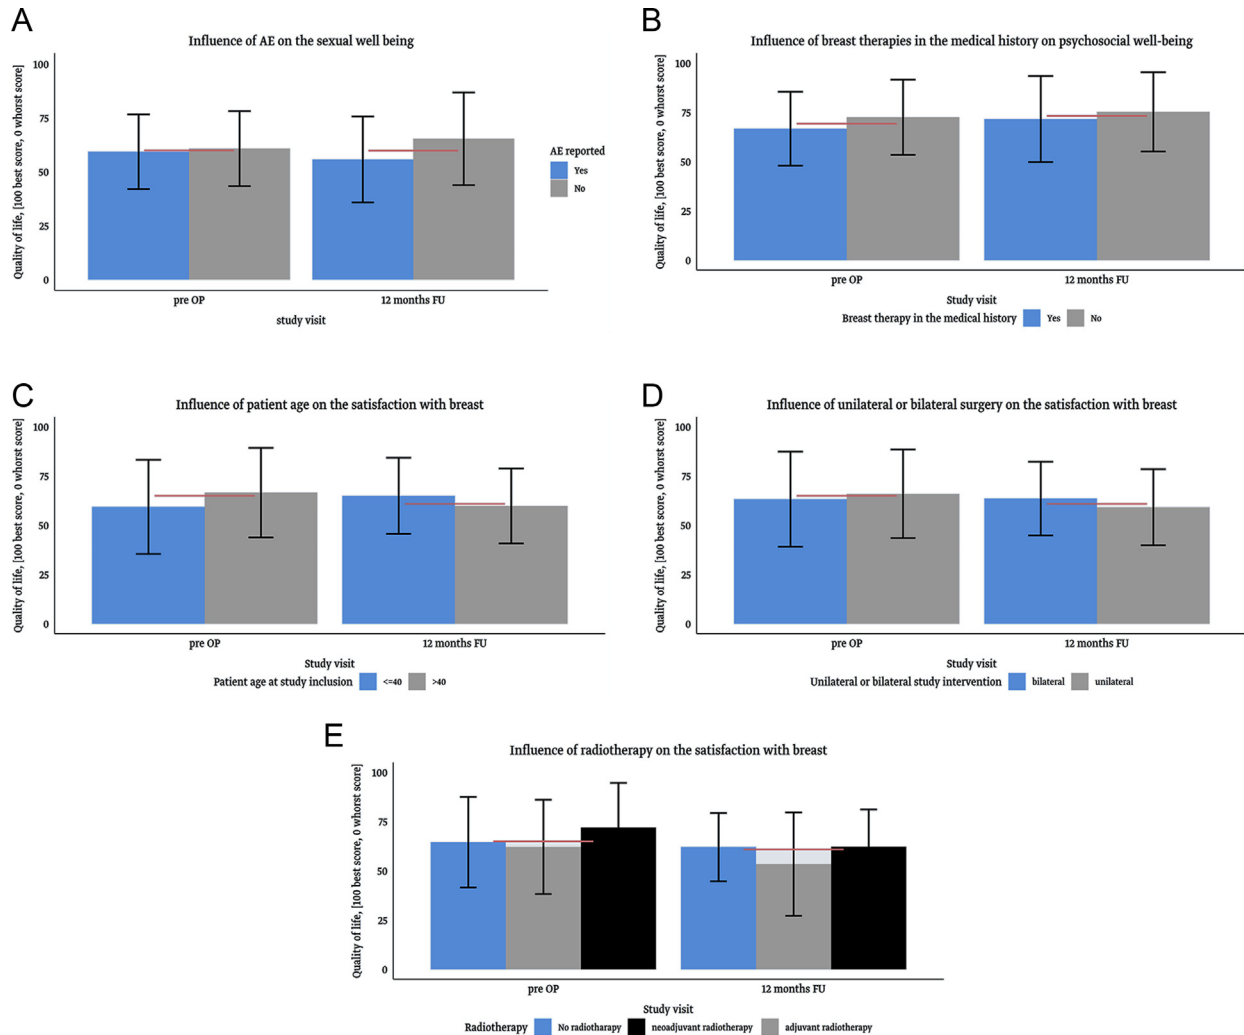 A
Influence of AE on the sexual well being
Quality of life, [100 best score, 0 whorst score]
100
75
50
25
0
pre OP
12 months FU
study visit
AE reported
Yes
No
B
Influence of breast therapies in the medical history on psychosocial well-being
Quality of life, [100 best score, 0 whorst score]
100
75
50
25
0
pre OP
12 months FU
Study visit
Breast therapy in the medical history Yes No
C
Influence of patient age on the satisfaction with breast
Quality of life, [100 best score, 0 whorst score]
100
75
50
25
0
pre OP
12 months FU
Study visit
Patient age at study inclusion <=40 >40
D
Influence of unilateral or bilateral surgery on the satisfaction with breast
Quality of life, [100 best score, 0 whorst score]
100
75
50
25
0
pre OP
12 months FU
Study visit
Unilateral or bilateral study intervention bilateral unilateral
E
Influence of radiotherapy on the satisfaction with breast
Quality of life, [100 best score, 0 whorst score]
100
75
50
25
0
pre OP
12 months FU
Study visit
Radiotherapy No radiotharapy neoadjuvant radiotherapy adjuvant radiotherapy